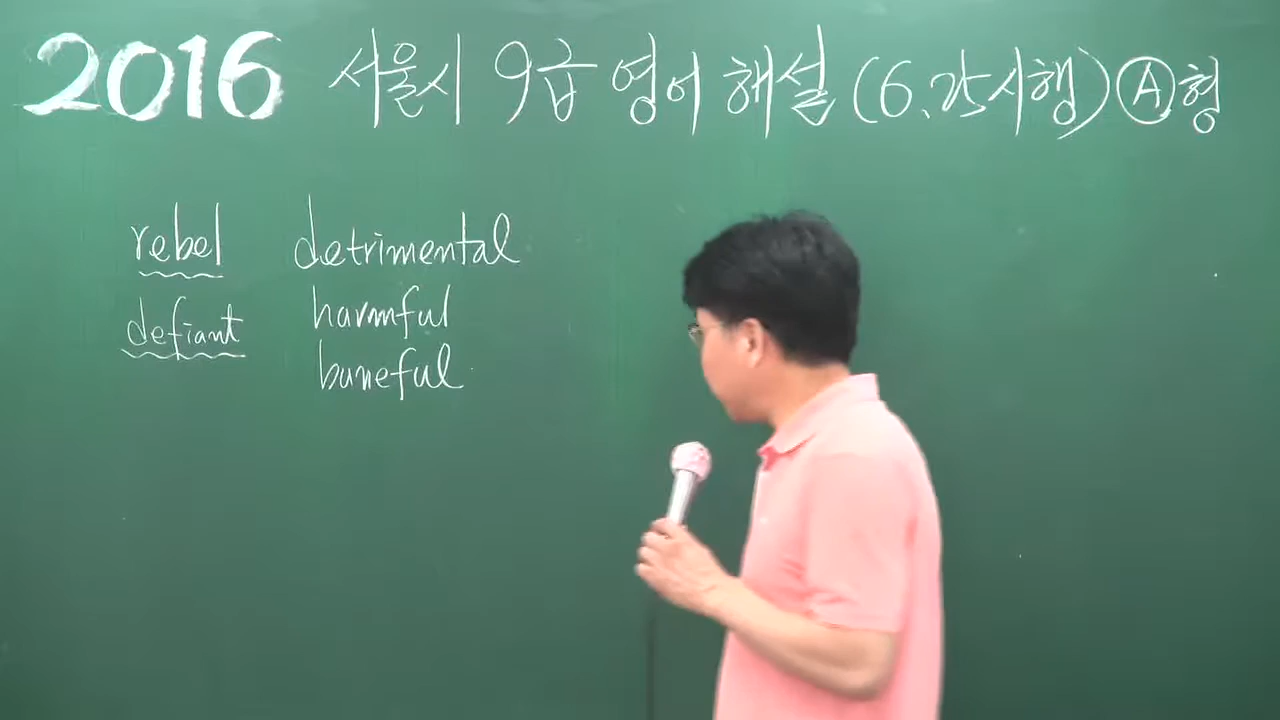 2016 서울시 9급 영어 해설 (6.25시행) Ⓐ형
rebel detrimental
defiant harmful
baneful